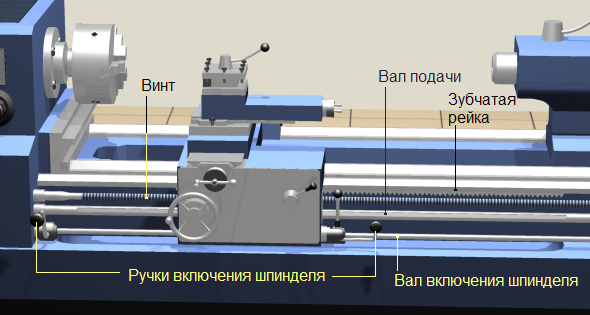 Винт
Вал подачи
Зубчатая
рейка
Ручки включения шпинделя
Вал включения шпинделя